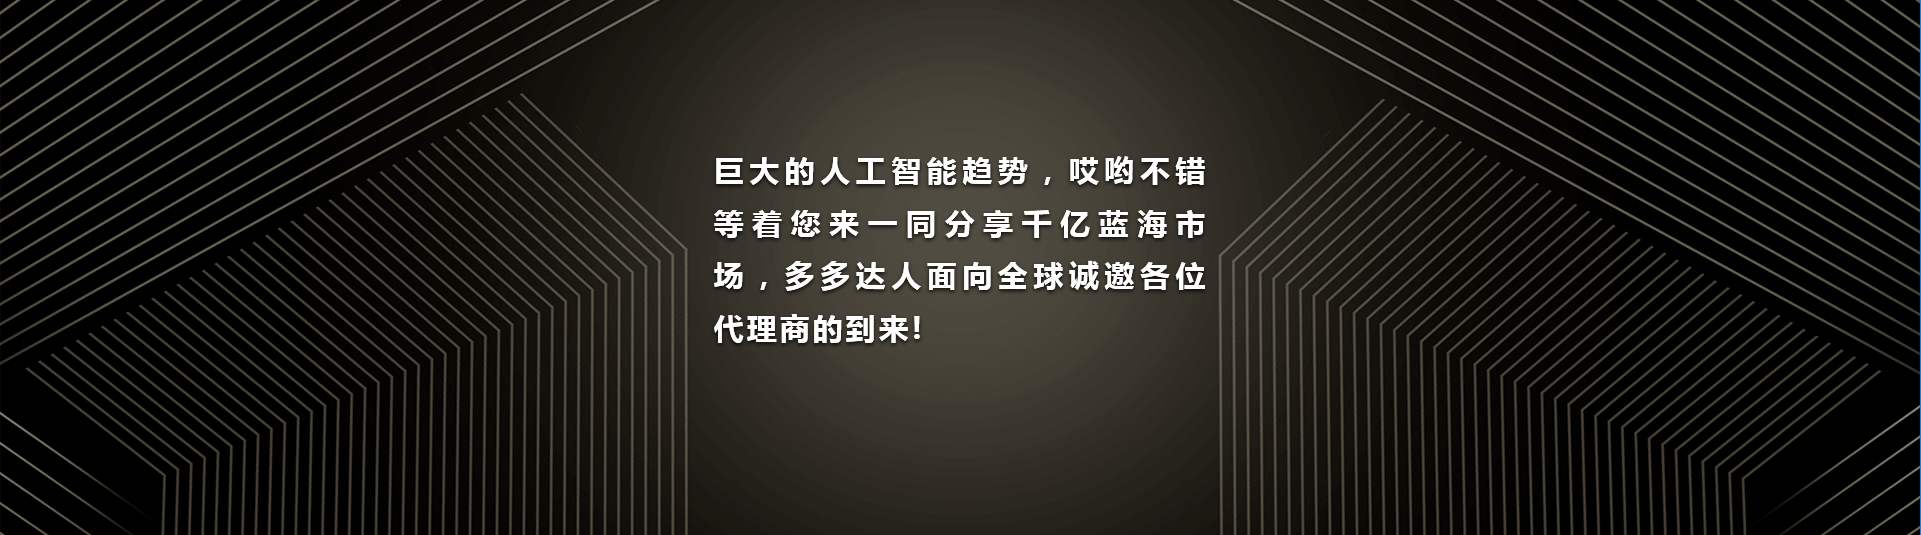 巨大的人工智能趋势，哎哟不错
等着您来一同分享千亿蓝海市
场，多多达人面向全球诚邀各位
代理商的到来!